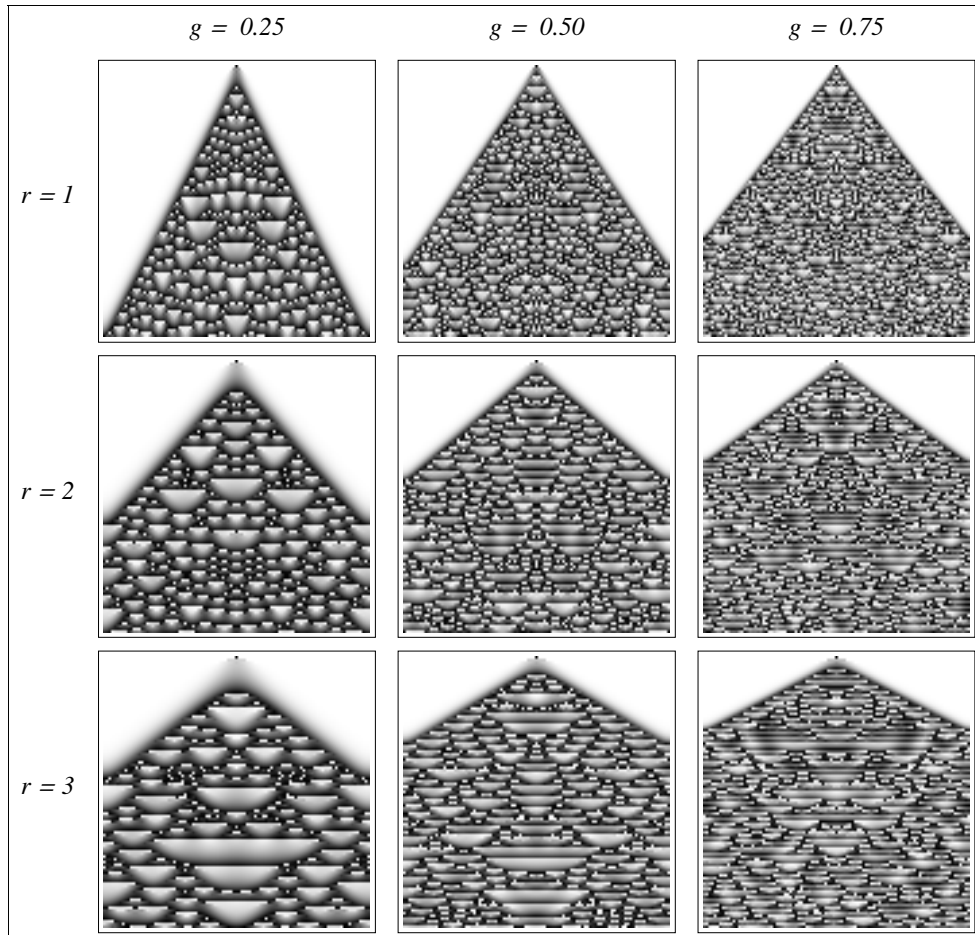 g = 0.25 g = 0.50 g = 0.75
r = 1
r = 2
r = 3